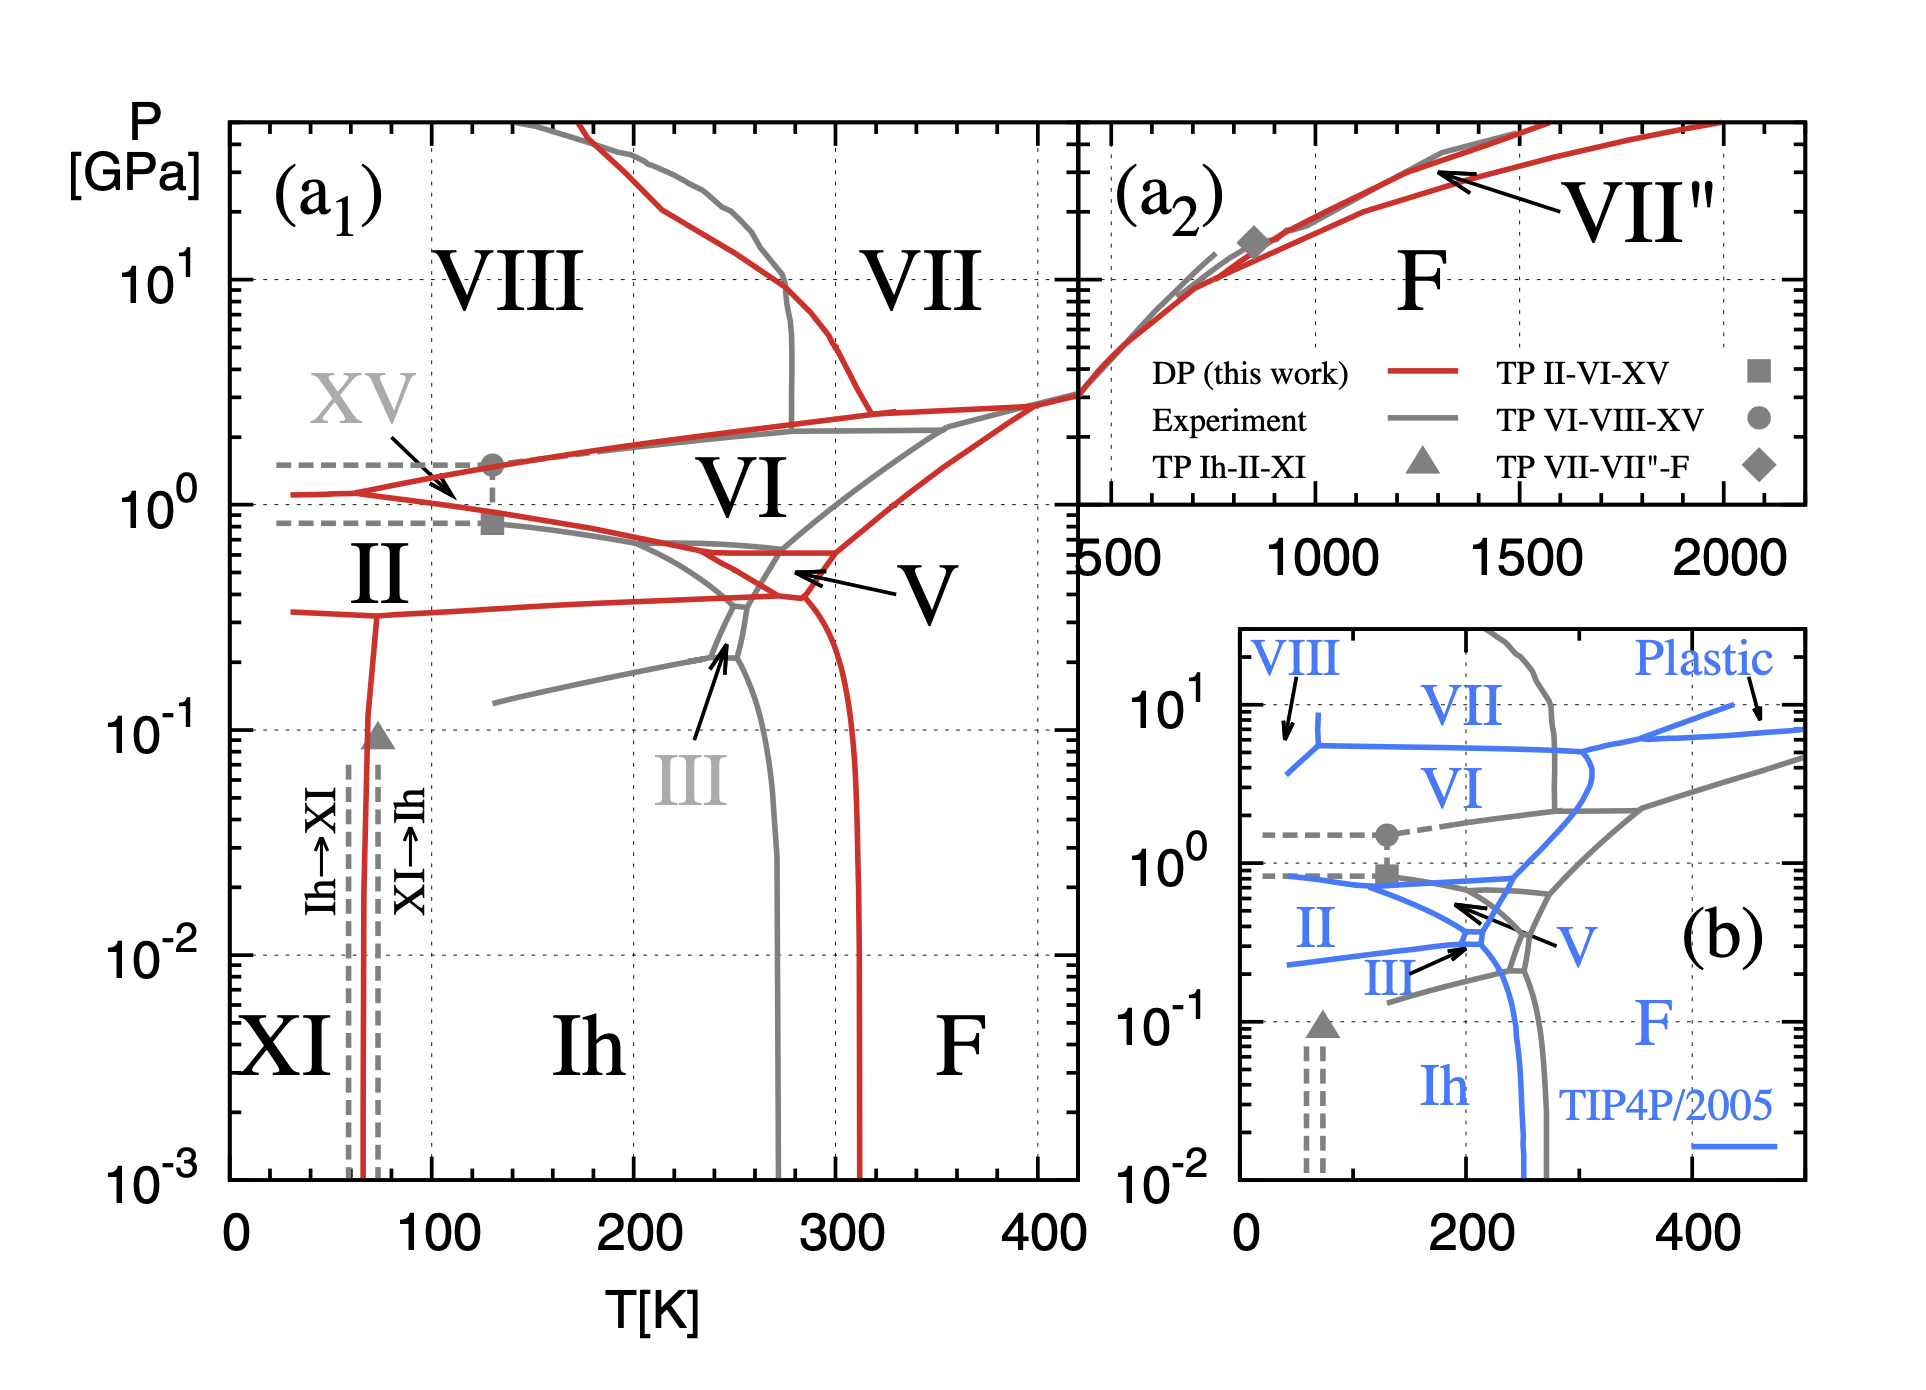 P
[GPa]
(a1)
VIII
VII
XV
VI
II
V
III
Ih→XI
XI→Ih
XI
Ih
F
10^1
10^0
10^-1
10^-2
10^-3
0 100 200 300 400
T[K]
(a2)
VII"
F
DP (this work)
TP II-VI-XV
Experiment
TP VI-VIII-XV
TP Ih-II-XI
TP VII-VII"-F
500 1000 1500 2000
VIII
Plastic
VII
VI
II
V
III
(b)
F
Ih
TIP4P/2005
10^1
10^0
10^-1
10^-2
0 200 400